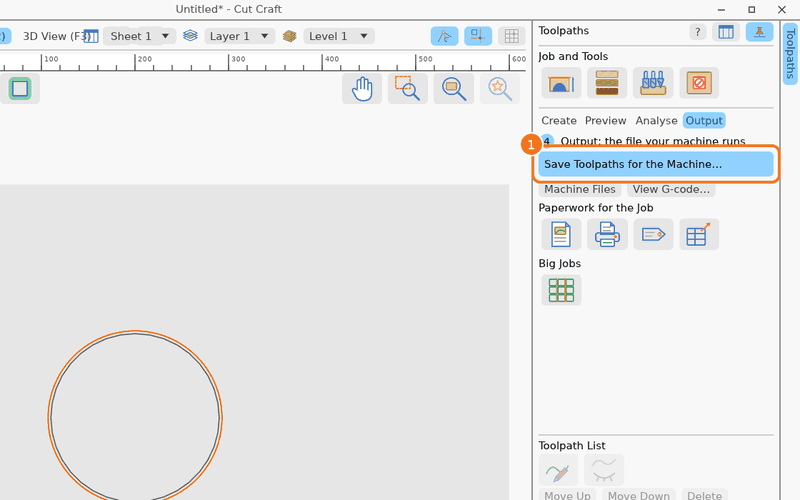 Untitled* - Cut Craft
3D View (F3)
Sheet 1
Layer 1
Level 1
100
200
300
400
500
600
Toolpaths
?
Toolpaths
Job and Tools
Create
Preview
Analyse
Output
1
4
Output: the file your machine runs
Save Toolpaths for the Machine...
Machine Files
View G-code...
Paperwork for the Job
Big Jobs
Toolpath List
Move Up
Move Down
Delete